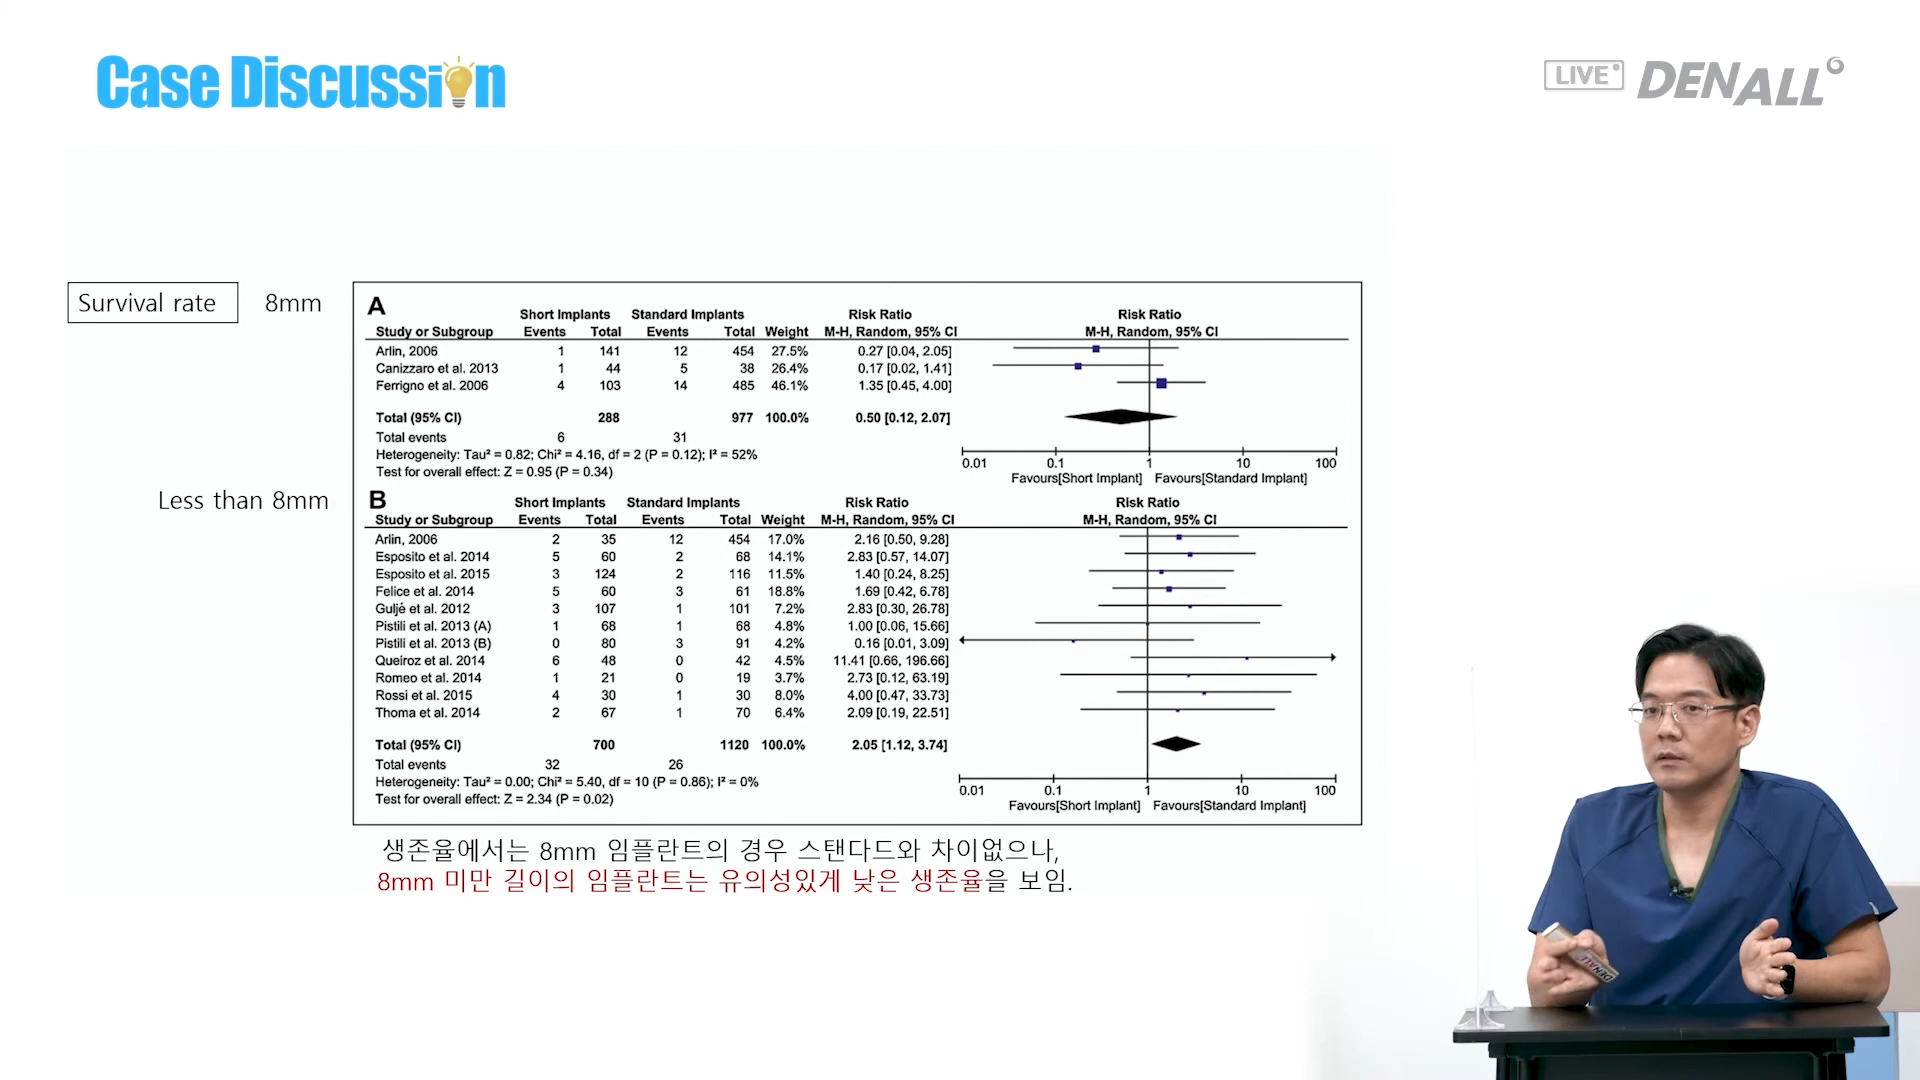 Case Discussion
LIVE DENALL
Survival rate 8mm
A
Short Implants Standard Implants Risk Ratio Risk Ratio
Study or Subgroup Events Total Events Total Weight M-H, Random, 95% CI M-H, Random, 95% CI
Arlin, 2006 1 141 12 454 27.5% 0.27 [0.04, 2.05]
Canizzaro et al. 2013 1 44 5 38 26.4% 0.17 [0.02, 1.41]
Ferrigno et al. 2006 4 103 14 485 46.1% 1.35 [0.45, 4.00]
Total (95% CI) 288 977 100.0% 0.50 [0.12, 2.07]
Total events 6 31
Heterogeneity: Tau² = 0.82; Chi² = 4.16, df = 2 (P = 0.12); I² = 52%
Test for overall effect: Z = 0.95 (P = 0.34)
0.01 0.1 1 10 100
Favours[Short Implant] Favours[Standard Implant]
Less than 8mm
B
Short Implants Standard Implants Risk Ratio Risk Ratio
Study or Subgroup Events Total Events Total Weight M-H, Random, 95% CI M-H, Random, 95% CI
Arlin, 2006 2 35 12 454 17.0% 2.16 [0.50, 9.28]
Esposito et al. 2014 5 60 2 68 14.1% 2.83 [0.57, 14.07]
Esposito et al. 2015 3 124 2 116 11.5% 1.40 [0.24, 8.25]
Felice et al. 2014 5 60 3 61 18.8% 1.69 [0.42, 6.78]
Guljé et al. 2012 3 107 1 101 7.2% 2.83 [0.30, 26.78]
Pistili et al. 2013 (A) 1 68 1 68 4.8% 1.00 [0.06, 15.66]
Pistili et al. 2013 (B) 0 80 3 91 4.2% 0.16 [0.01, 3.09]
Queiroz et al. 2014 6 48 0 42 4.5% 11.41 [0.66, 196.66]
Romeo et al. 2014 1 21 0 19 3.7% 2.73 [0.12, 63.19]
Rossi et al. 2015 4 30 1 30 8.0% 4.00 [0.47, 33.73]
Thoma et al. 2014 2 67 1 70 6.4% 2.09 [0.19, 22.51]
Total (95% CI) 700 1120 100.0% 2.05 [1.12, 3.74]
Total events 32 26
Heterogeneity: Tau² = 0.00; Chi² = 5.40, df = 10 (P = 0.86); I² = 0%
Test for overall effect: Z = 2.34 (P = 0.02)
0.01 0.1 1 10 100
Favours[Short Implant] Favours[Standard Implant]
생존율에서는 8mm 임플란트의 경우 스탠다드와 차이없으나,
8mm 미만 길이의 임플란트는 유의성있게 낮은 생존율을 보임.
DENALL